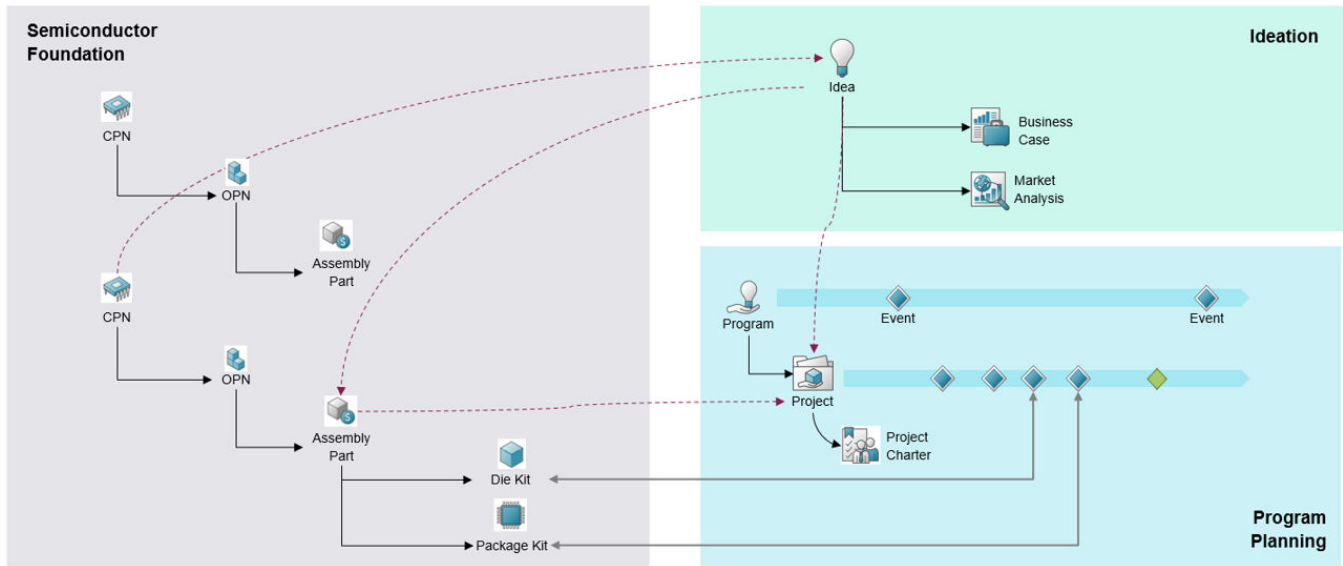 Semiconductor
Foundation
CPN
OPN
Assembly
Part
CPN
OPN
Assembly
Part
Die Kit
Package Kit
Ideation
Idea
Business
Case
Market
Analysis
Program
Event
Event
Project
Project
Charter
Program
Planning